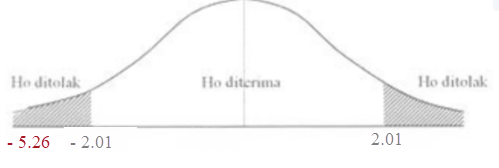 Ho ditolak
Ho diterima
Ho ditolak
- 5.26
- 2.01
2.01